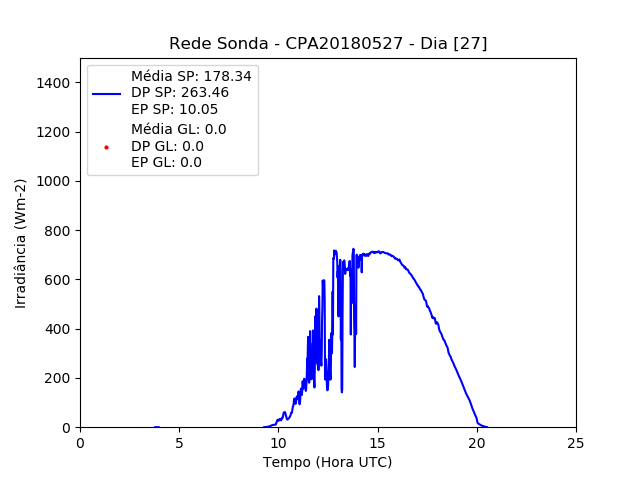 Rede Sonda - CPA20180527 - Dia [27]
Média SP: 178.34
DP SP: 263.46
EP SP: 10.05
Média GL: 0.0
DP GL: 0.0
EP GL: 0.0
1400
1200
1000
800
600
400
200
0
Irradiância (Wm-2)
0 5 10 15 20 25
Tempo (Hora UTC)